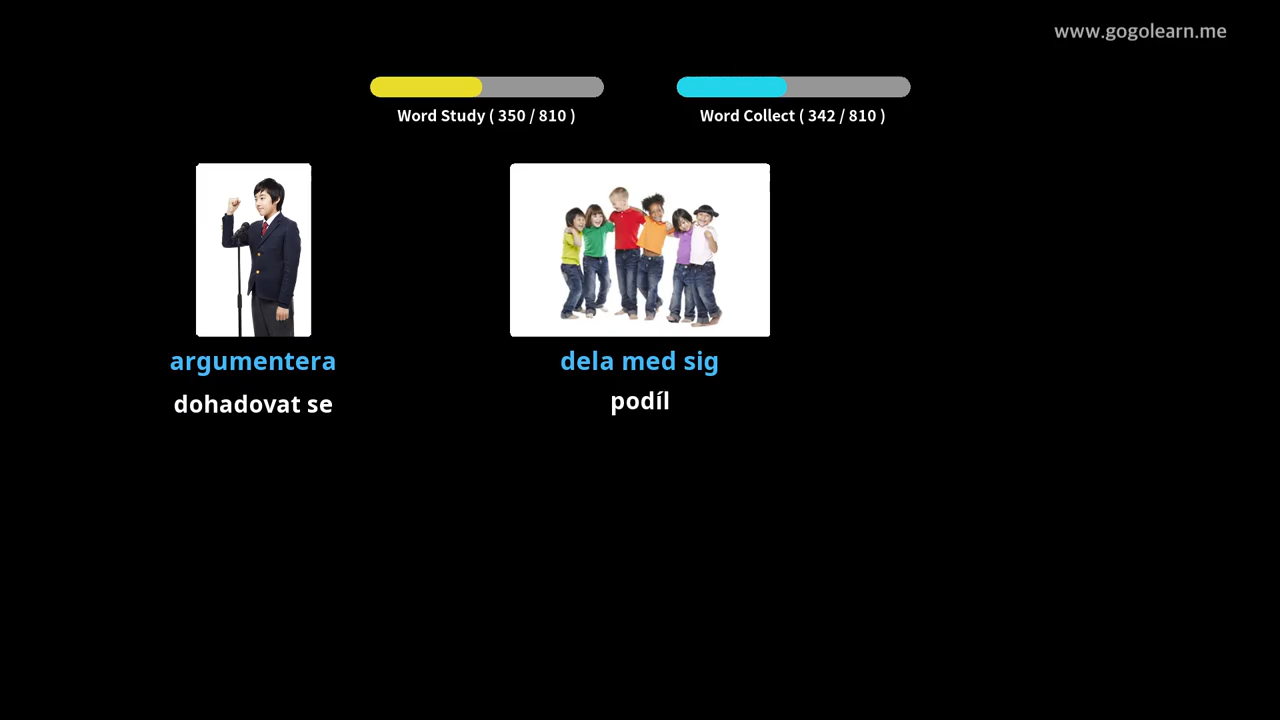 www.gogolearn.me
Word Study ( 350 / 810 )
Word Collect ( 342 / 810 )
argumentera
dohadovat se
dela med sig
podíl